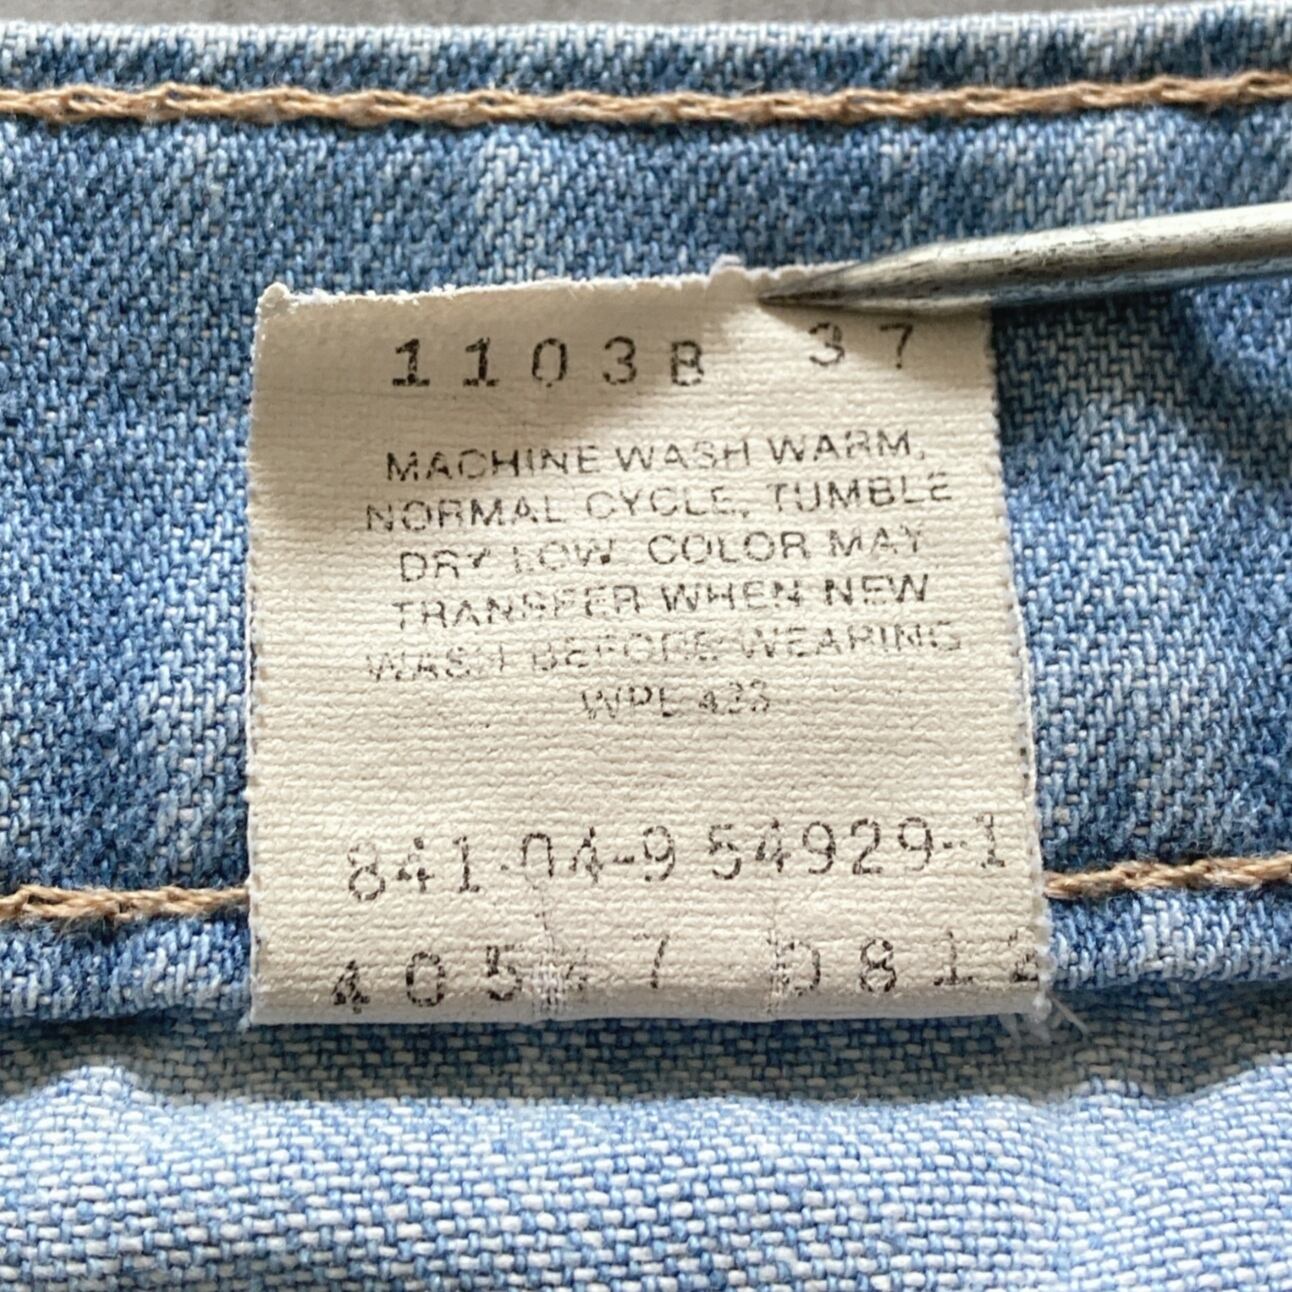 1103B 37
MACHINE WASH WARM,
NORMAL CYCLE, TUMBLE
DRY LOW. COLOR MAY
TRANSFER WHEN NEW
WASH BEFORE WEARING
WPL 423
841-04-9 54929-1
0812